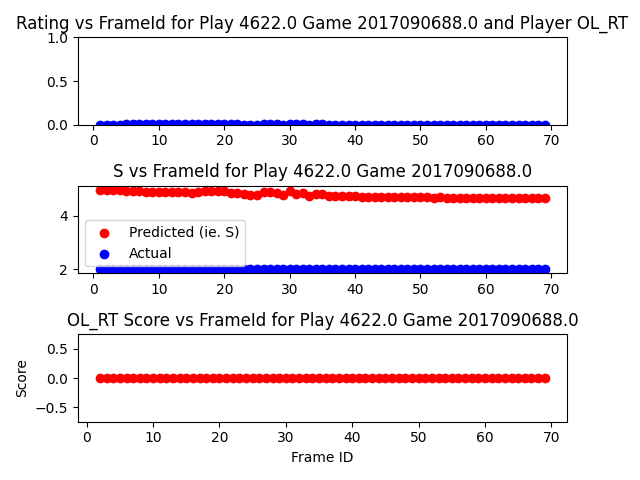 Rating vs FrameId for Play 4622.0 Game 2017090688.0 and Player OL_RT
1.0
0.5
0.0
0 10 20 30 40 50 60 70
S vs FrameId for Play 4622.0 Game 2017090688.0
4
2
Predicted (ie. S)
Actual
0 10 20 30 40 50 60 70
OL_RT Score vs FrameId for Play 4622.0 Game 2017090688.0
Score
0.5
0.0
−0.5
0 10 20 30 40 50 60 70
Frame ID